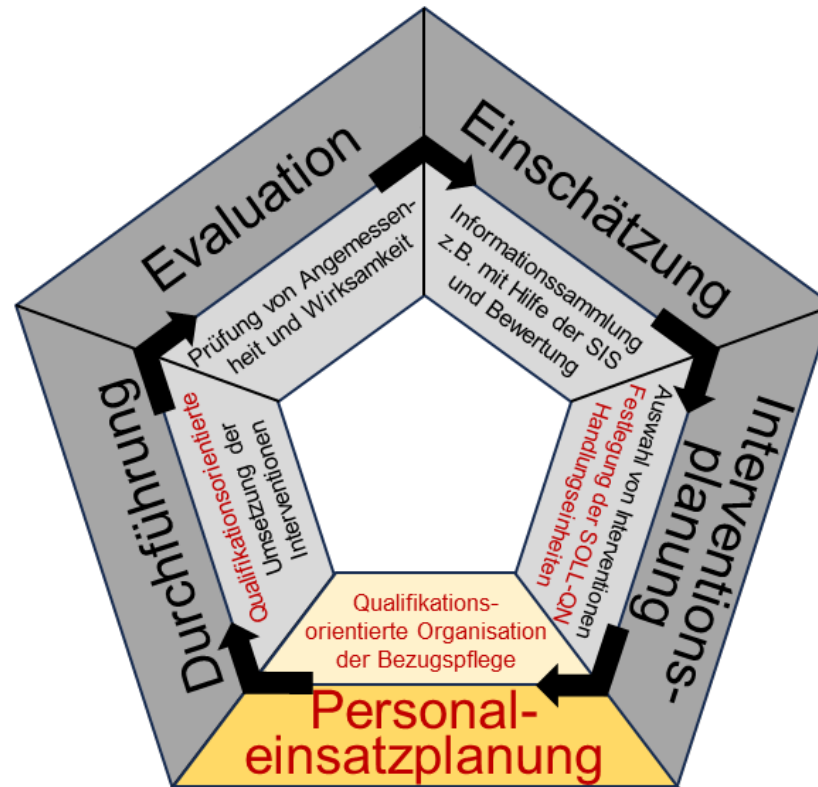 Evaluation
Prüfung von Angemessen-
heit und Wirksamkeit
Einschätzung
Informationssammlung
z.B. mit Hilfe der SIS
und Bewertung
Interventions-
planung
Auswahl von Interventionen
Festlegung der SOLL-QN
Handlungseinheiten
Personal-
einsatzplanung
Qualifikations-
orientierte Organisation
der Bezugspflege
Durchführung
Qualifikationsorientierte
Umsetzung der
Interventionen